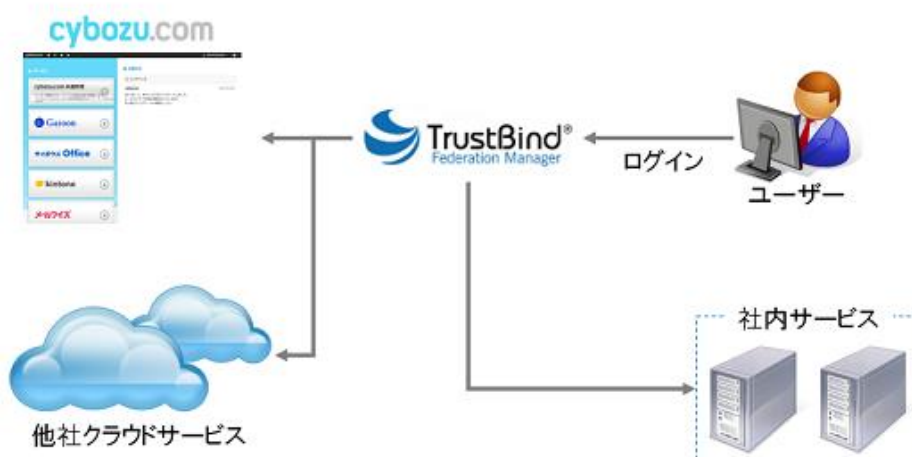 cybozu.com
Garoon
サイボウズ Office
kintone
メールワイズ
TrustBind®
Federation Manager
ログイン
ユーザー
社内サービス
他社クラウドサービス